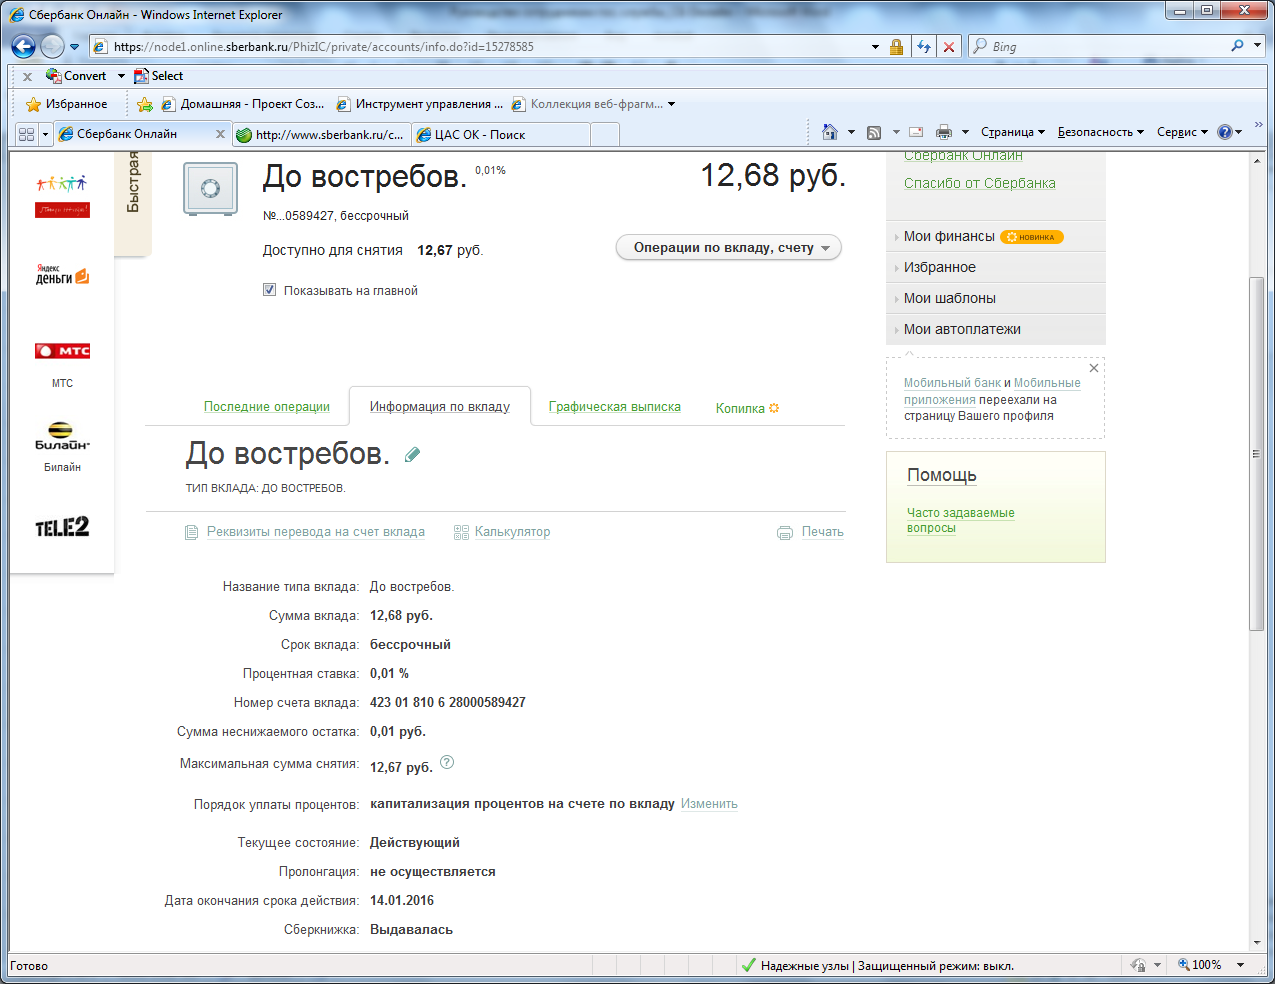 Сбербанк Онлайн - Windows Internet Explorer
https://node1.online.sberbank.ru/PhizIC/private/accounts/info.do?id=15278585
Bing
Convert
Select
Избранное
Домашняя - Проект Соз...
Инструмент управления ...
Коллекция веб-фрагм...
Сбербанк Онлайн
http://www.sberbank.ru/c...
ЦАС ОК - Поиск
Страница
Безопасность
Сервис
Быстрая
Яндекс
деньги
МТС
МТС
Билайн
Билайн
TELE2
До востребов. 0,01%
12,68 руб.
№...0589427, бессрочный
Доступно для снятия 12,67 руб.
Операции по вкладу, счету
Показывать на главной
Последние операции
Информация по вкладу
Графическая выписка
Копилка
До востребов.
ТИП ВКЛАДА: ДО ВОСТРЕБОВ.
Реквизиты перевода на счет вклада
Калькулятор
Печать
Название типа вклада: До востребов.
Сумма вклада: 12,68 руб.
Срок вклада: бессрочный
Процентная ставка: 0,01 %
Номер счета вклада: 423 01 810 6 28000589427
Сумма неснижаемого остатка: 0,01 руб.
Максимальная сумма снятия: 12,67 руб. ?
Порядок уплаты процентов: капитализация процентов на счете по вкладу Изменить
Текущее состояние: Действующий
Пролонгация: не осуществляется
Дата окончания срока действия: 14.01.2016
Сберкнижка: Выдавалась
Сбербанк Онлайн
Спасибо от Сбербанка
Мои финансы НОВИНКА
Избранное
Мои шаблоны
Мои автоплатежи
Мобильный банк и Мобильные
приложения переехали на
страницу Вашего профиля
Помощь
Часто задаваемые
вопросы
Готово
Надежные узлы | Защищенный режим: выкл.
100%